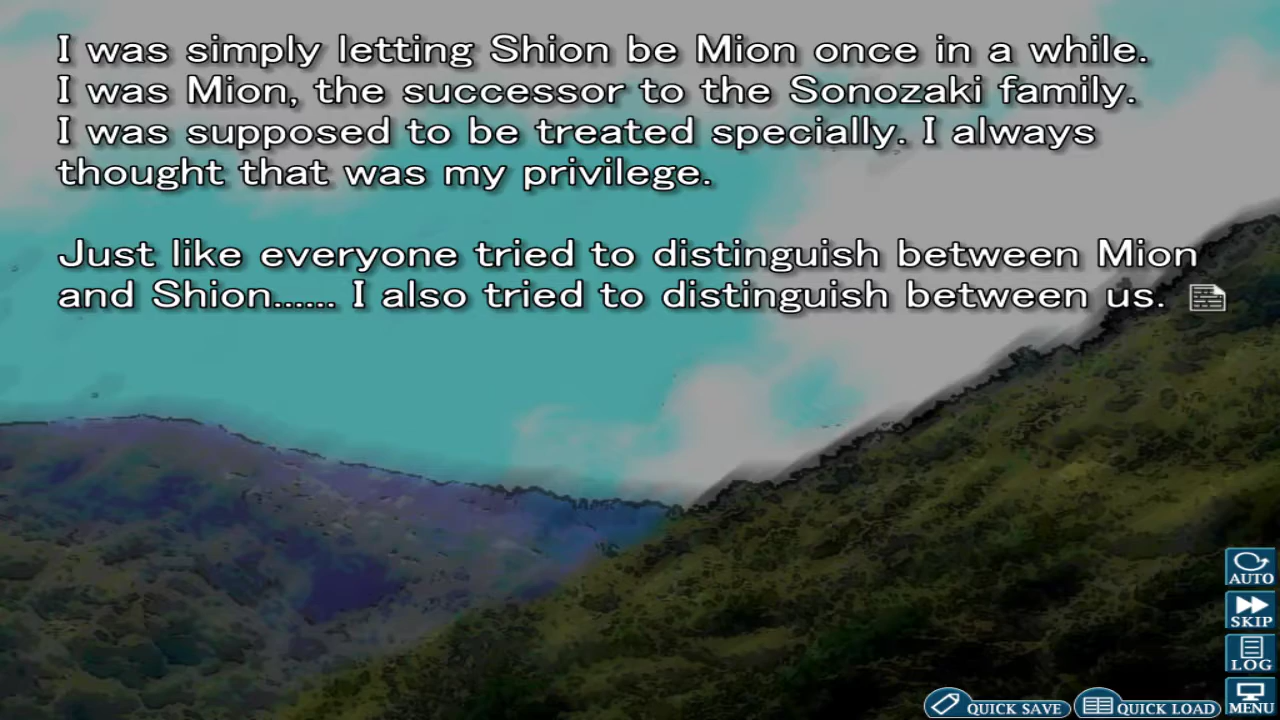 I was simply letting Shion be Mion once in a while.
I was Mion, the successor to the Sonozaki family.
I was supposed to be treated specially. I always
thought that was my privilege.
Just like everyone tried to distinguish between Mion
and Shion...... I also tried to distinguish between us.
AUTO
SKIP
LOG
MENU
QUICK SAVE
QUICK LOAD